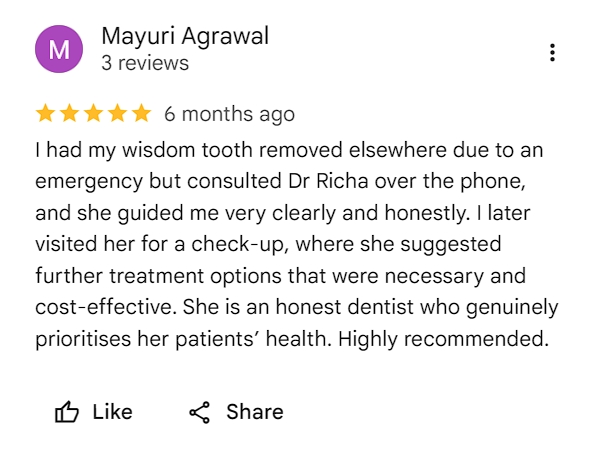 M
Mayuri Agrawal
3 reviews
6 months ago
I had my wisdom tooth removed elsewhere due to an
emergency but consulted Dr Richa over the phone,
and she guided me very clearly and honestly. I later
visited her for a check-up, where she suggested
further treatment options that were necessary and
cost-effective. She is an honest dentist who genuinely
prioritises her patients’ health. Highly recommended.
Like Share